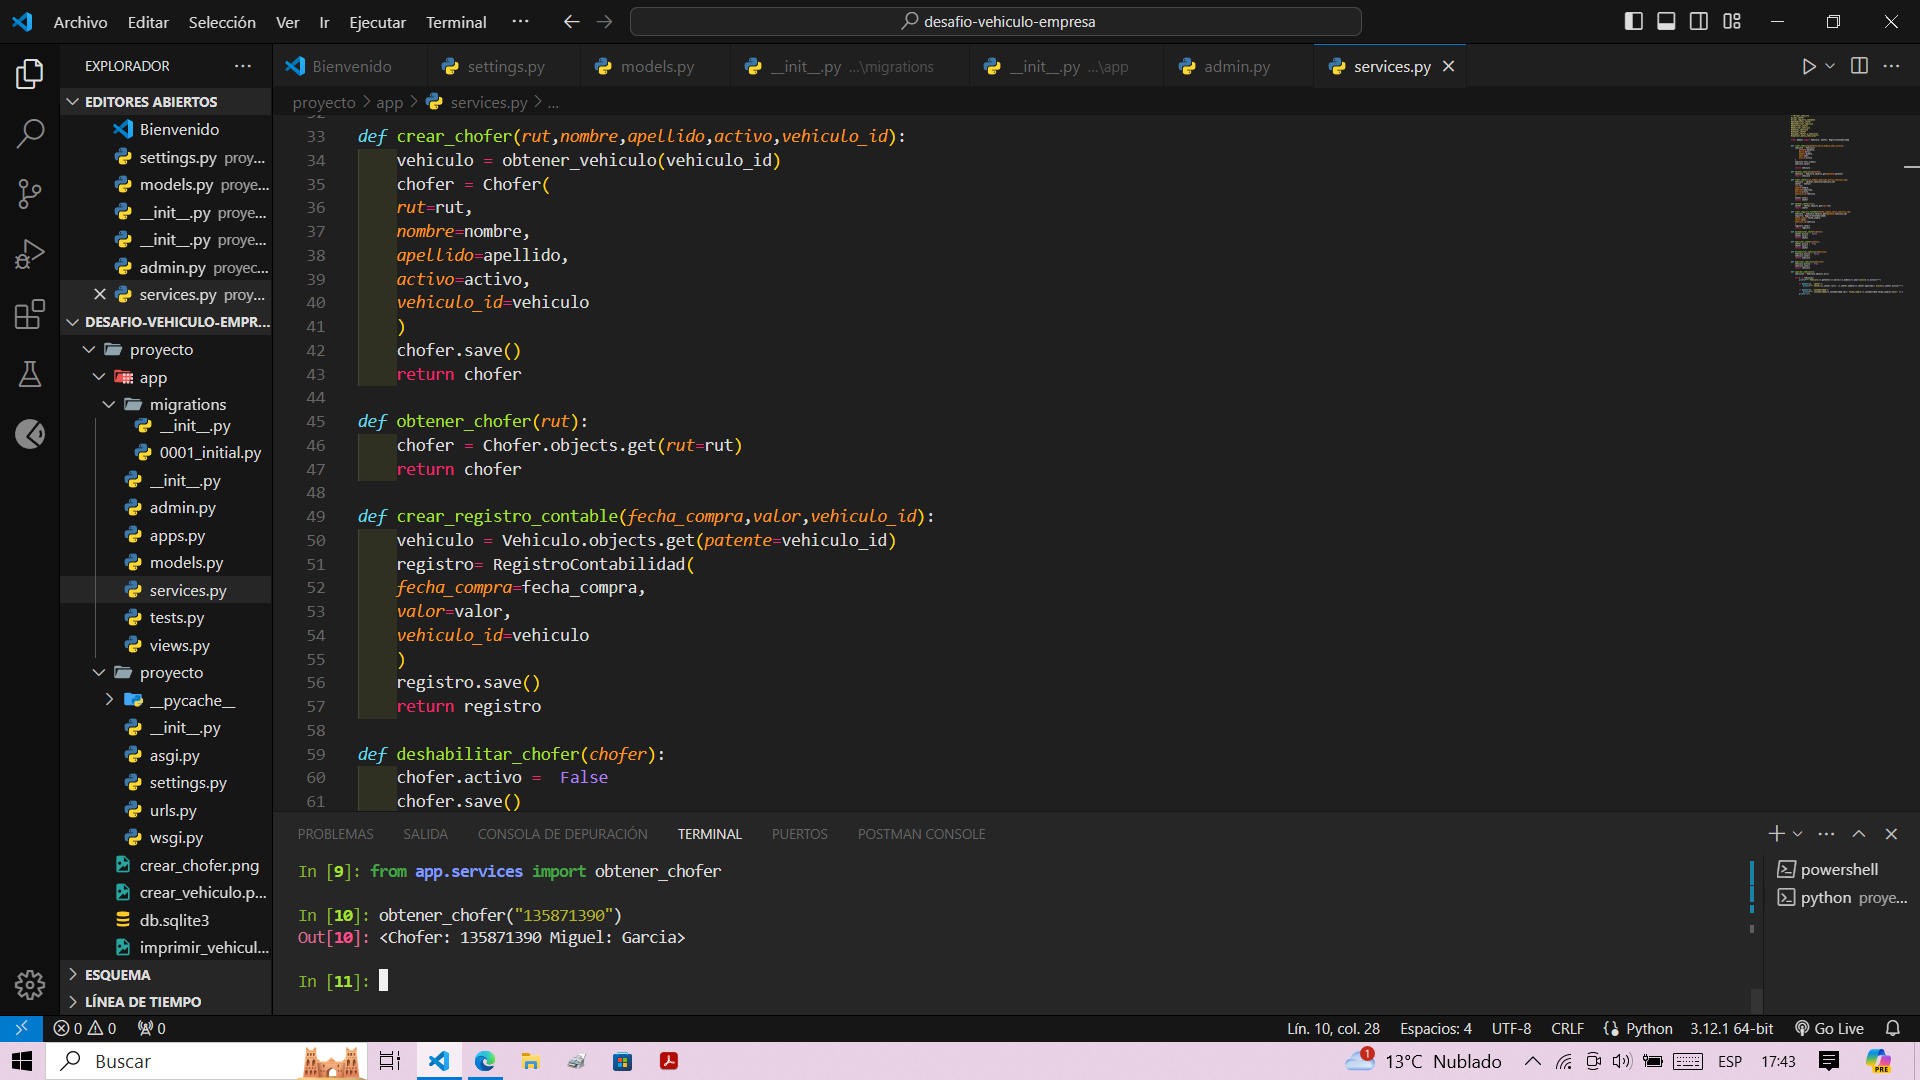 Archivo Editar Selección Ver Ir Ejecutar Terminal ··· desafio-vehiculo-empresa
EXPLORADOR ···
EDITORES ABIERTOS
Bienvenido
settings.py proy...
models.py proye...
__init__.py proye...
__init__.py proye...
admin.py proyec...
services.py proy...
DESAFIO-VEHICULO-EMPR...
proyecto
app
migrations
__init__.py
0001_initial.py
__init__.py
admin.py
apps.py
models.py
services.py
tests.py
views.py
proyecto
__pycache__
__init__.py
asgi.py
settings.py
urls.py
wsgi.py
crear_chofer.png
crear_vehiculo.p...
db.sqlite3
imprimir_vehicul...
ESQUEMA
LÍNEA DE TIEMPO
Bienvenido settings.py models.py __init__.py ...\migrations __init__.py ...\app admin.py services.py
proyecto > app > services.py > ...
33 def crear_chofer(rut,nombre,apellido,activo,vehiculo_id):
34 vehiculo = obtener_vehiculo(vehiculo_id)
35 chofer = Chofer(
36 rut=rut,
37 nombre=nombre,
38 apellido=apellido,
39 activo=activo,
40 vehiculo_id=vehiculo
41 )
42 chofer.save()
43 return chofer
44
45 def obtener_chofer(rut):
46 chofer = Chofer.objects.get(rut=rut)
47 return chofer
48
49 def crear_registro_contable(fecha_compra,valor,vehiculo_id):
50 vehiculo = Vehiculo.objects.get(patente=vehiculo_id)
51 registro= RegistroContabilidad(
52 fecha_compra=fecha_compra,
53 valor=valor,
54 vehiculo_id=vehiculo
55 )
56 registro.save()
57 return registro
58
59 def deshabilitar_chofer(chofer):
60 chofer.activo =  False
61 chofer.save()
PROBLEMAS SALIDA CONSOLA DE DEPURACIÓN TERMINAL PUERTOS POSTMAN CONSOLE
In [9]: from app.services import obtener_chofer
In [10]: obtener_chofer("135871390")
Out[10]: <Chofer: 135871390 Miguel: Garcia>
In [11]:
powershell
python proye...
0 0 0 Lín. 10, col. 28 Espacios: 4 UTF-8 CRLF Python 3.12.1 64-bit Go Live
Buscar 1 13°C Nublado ESP 17:43 PRE